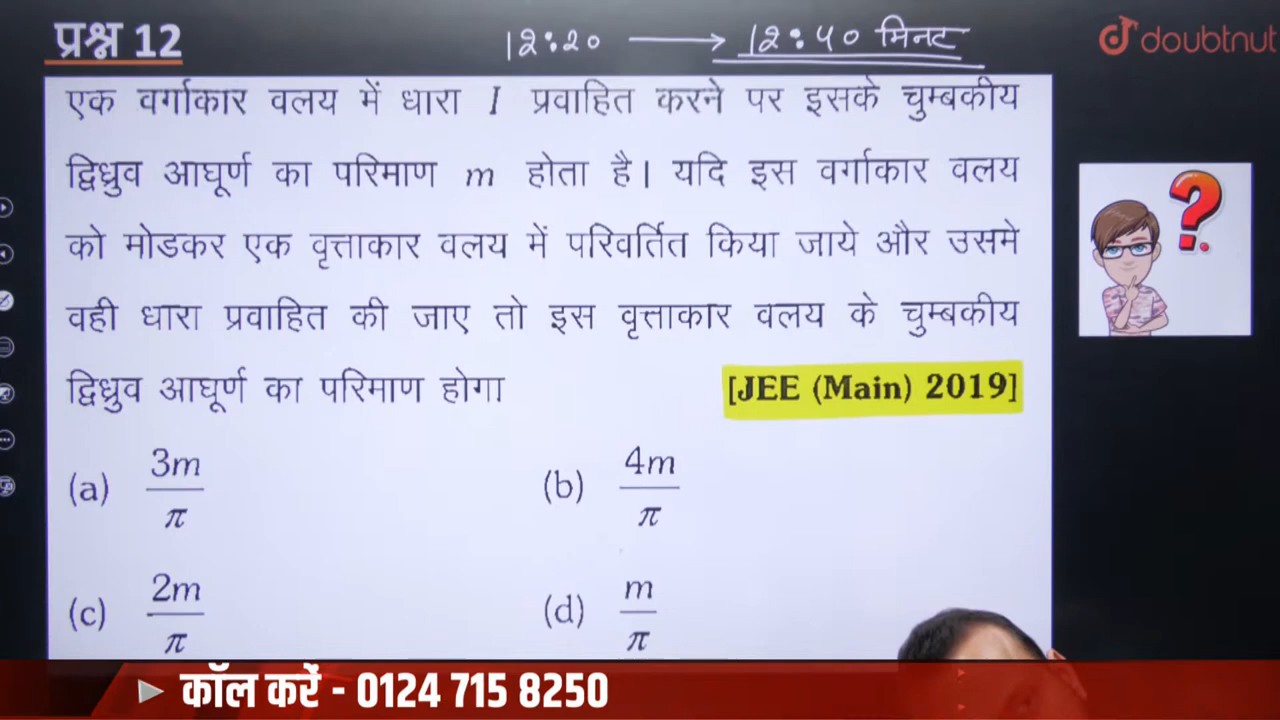 प्रश्न 12
12:20 → 12:40 मिनट
doubtnut
एक वर्गाकार वलय में धारा I प्रवाहित करने पर इसके चुम्बकीय
द्विध्रुव आघूर्ण का परिमाण m होता है। यदि इस वर्गाकार वलय
को मोडकर एक वृत्ताकार वलय में परिवर्तित किया जाये और उसमे
वही धारा प्रवाहित की जाए तो इस वृत्ताकार वलय के चुम्बकीय
द्विध्रुव आघूर्ण का परिमाण होगा [JEE (Main) 2019]
(a) 3m/π (b) 4m/π
(c) 2m/π (d) m/π
कॉल करें - 0124 715 8250